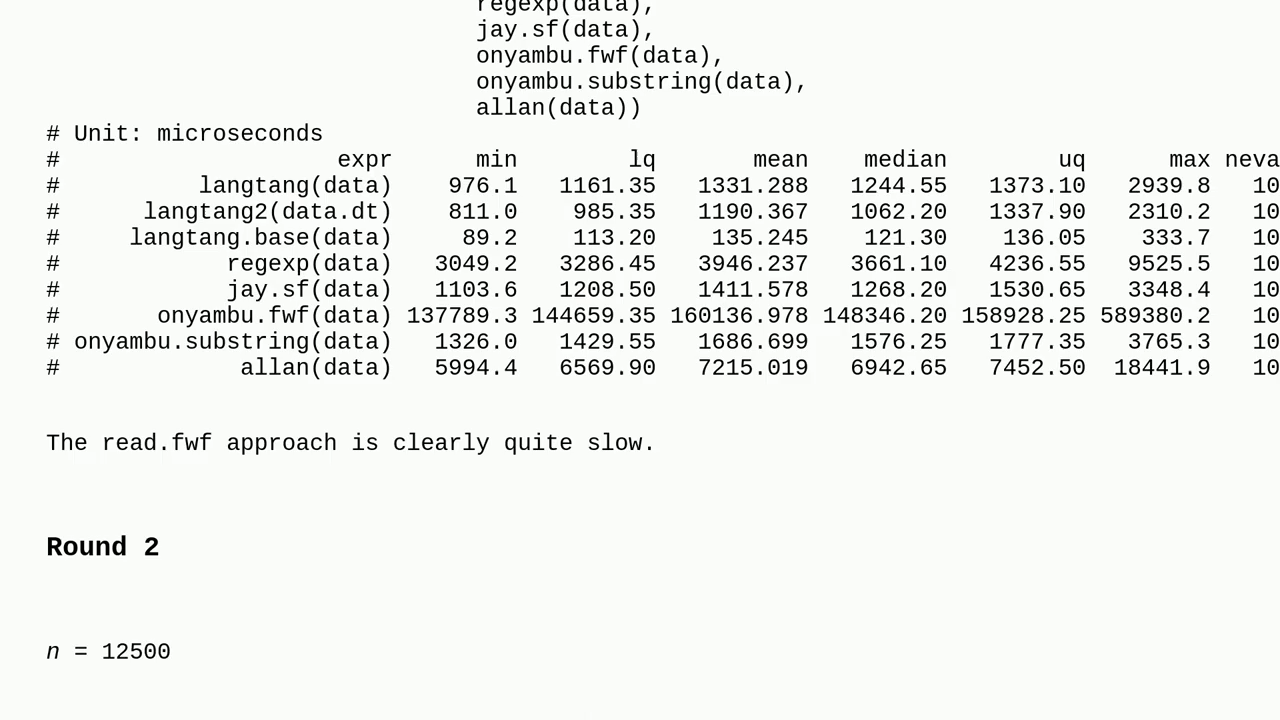 regexp(data),
jay.sf(data),
onyambu.fwf(data),
onyambu.substring(data),
allan(data))
# Unit: microseconds
# expr min lq mean median uq max neva
# langtang(data) 976.1 1161.35 1331.288 1244.55 1373.10 2939.8 10
# langtang2(data.dt) 811.0 985.35 1190.367 1062.20 1337.90 2310.2 10
# langtang.base(data) 89.2 113.20 135.245 121.30 136.05 333.7 10
# regexp(data) 3049.2 3286.45 3946.237 3661.10 4236.55 9525.5 10
# jay.sf(data) 1103.6 1208.50 1411.578 1268.20 1530.65 3348.4 10
# onyambu.fwf(data) 137789.3 144659.35 160136.978 148346.20 158928.25 589380.2 10
# onyambu.substring(data) 1326.0 1429.55 1686.699 1576.25 1777.35 3765.3 10
# allan(data) 5994.4 6569.90 7215.019 6942.65 7452.50 18441.9 10
The read.fwf approach is clearly quite slow.
Round 2
n = 12500